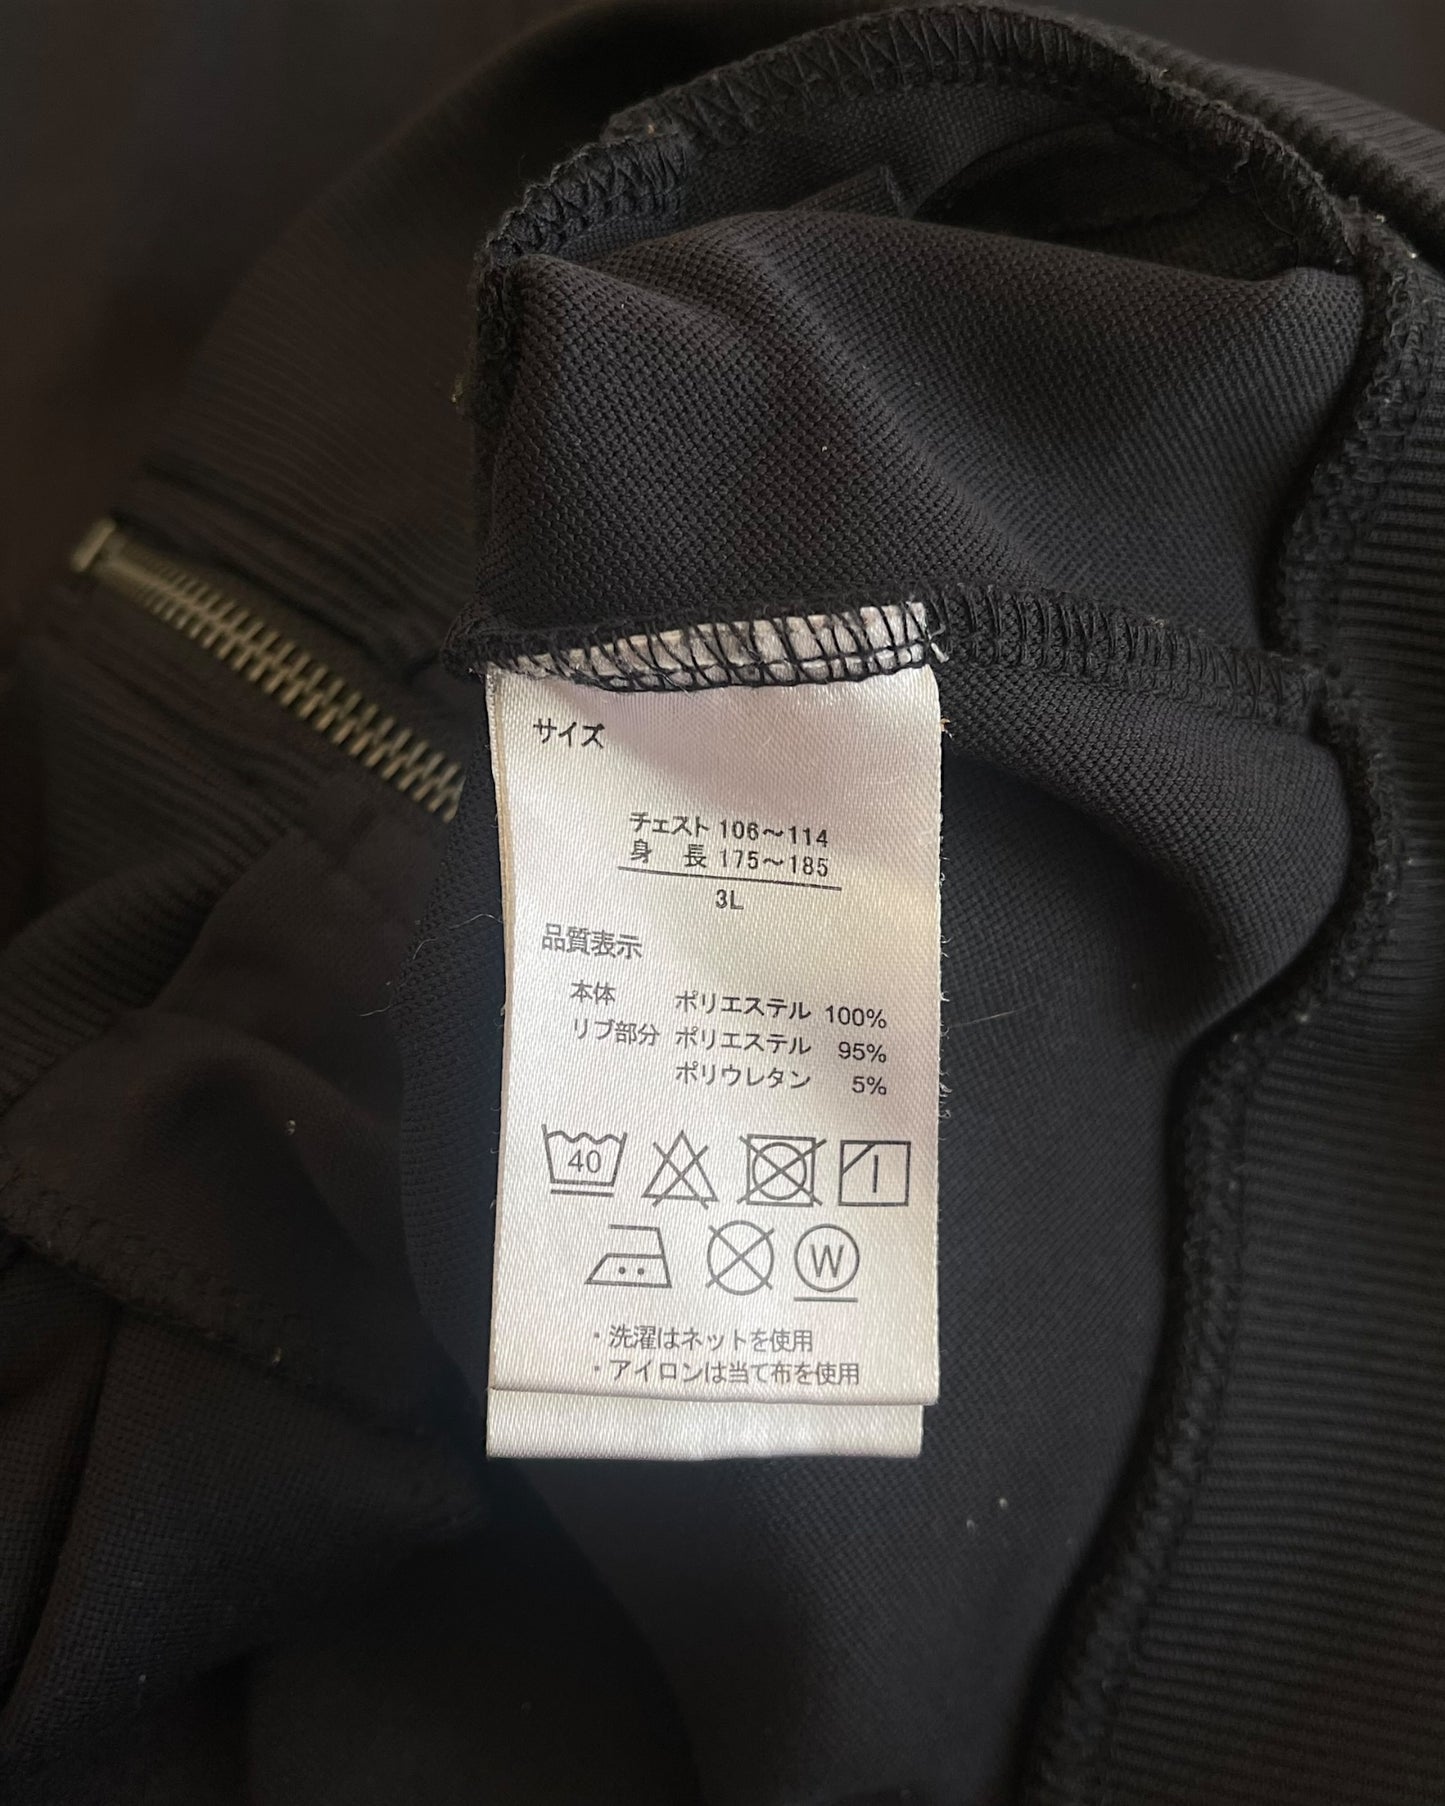 サイズ
チェスト 106～114
身　長 175～185
3L
品質表示
本体 ポリエステル 100%
リブ部分 ポリエステル 95%
ポリウレタン 5%
40
W
・洗濯はネットを使用
・アイロンは当て布を使用